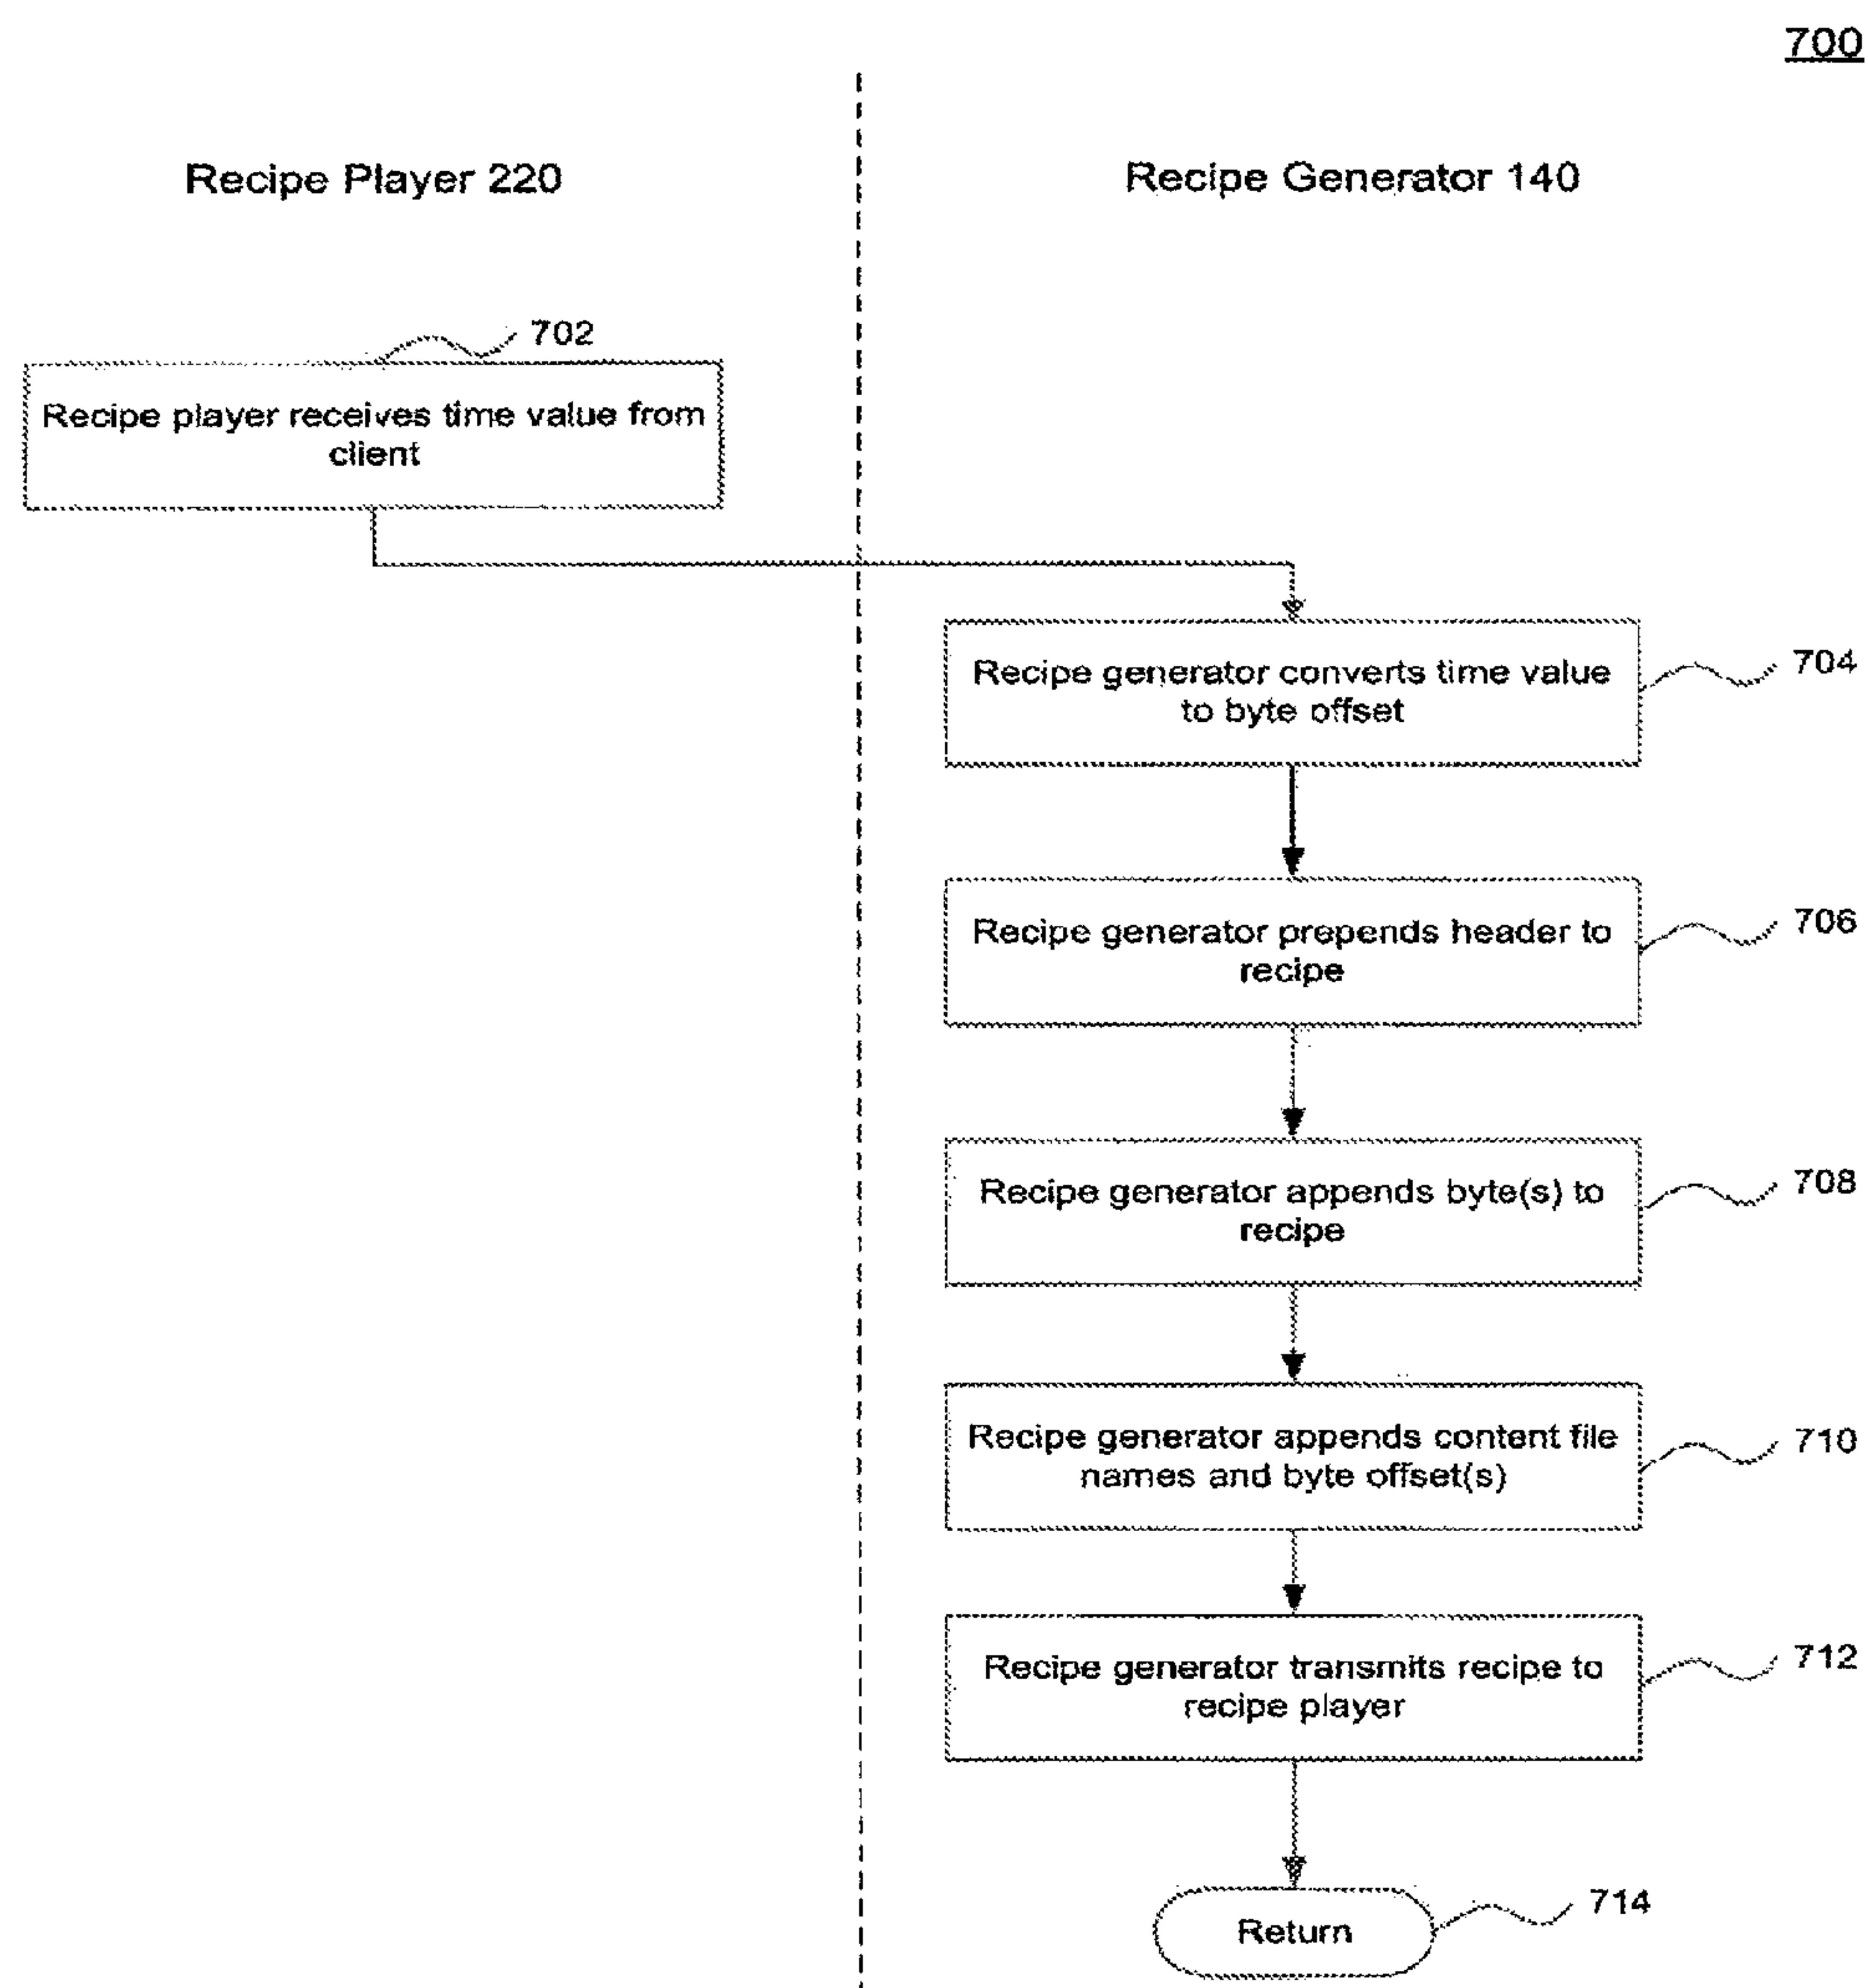 700
Recipe Player 220
Recipe Generator 140
702
Recipe player receives time value from
client
Recipe generator converts time value
to byte offset
704
Recipe generator prepends header to
recipe
706
Recipe generator appends byte(s) to
recipe
708
Recipe generator appends content file
names and byte offset(s)
710
Recipe generator transmits recipe to
recipe player
712
Return
714